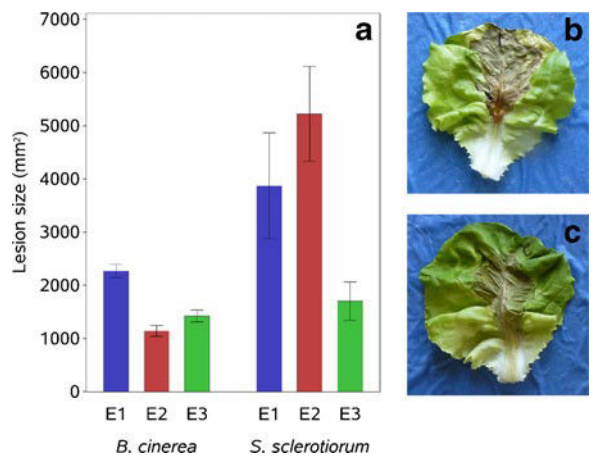 a
Lesion size (mm²)
7000
6000
5000
4000
3000
2000
1000
0
E1 E2 E3 E1 E2 E3
B. cinerea S. sclerotiorum
b
c